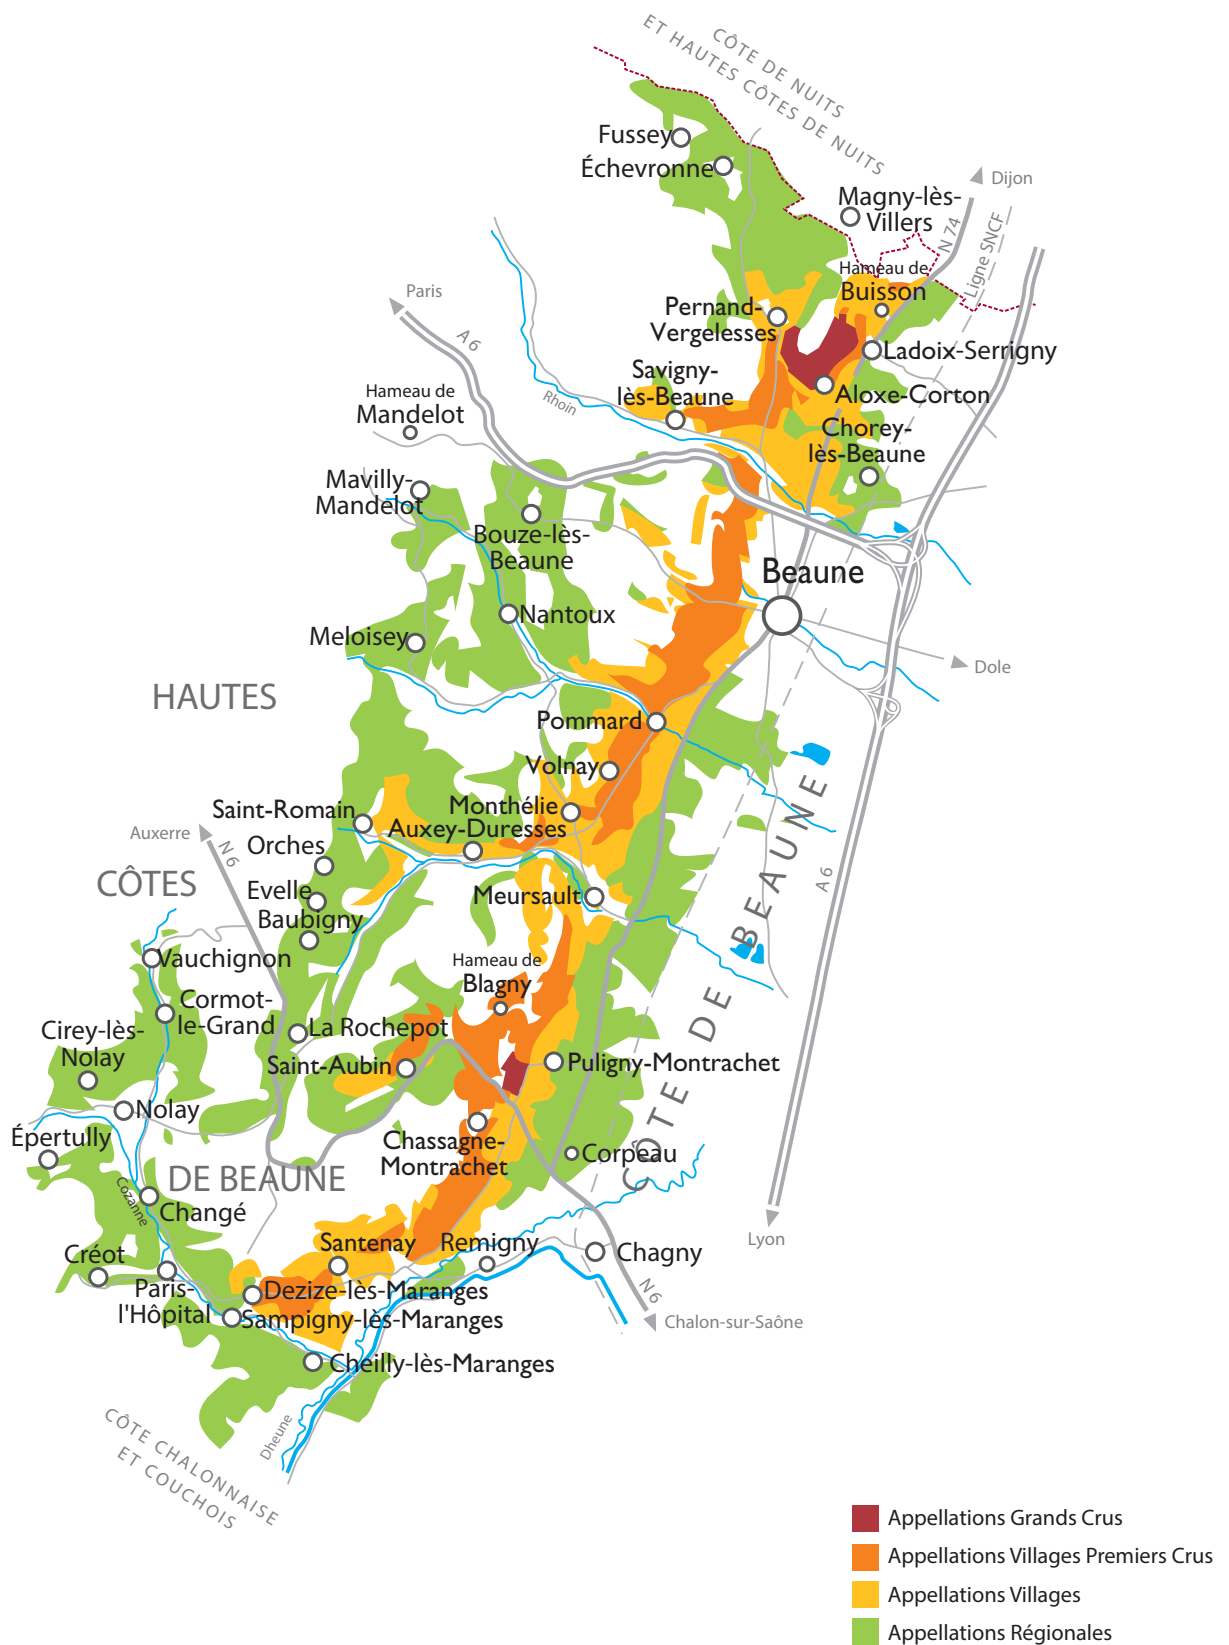 CÔTE DE NUITS
ET HAUTES CÔTES DE NUITS
Fussey
Échevronne
Dijon
Magny-lès-
Villers
N 74
Ligne SNCF
Hameau de
Buisson
Paris
A 6
Pernand-
Vergelesses
Ladoix-Serrigny
Savigny-
lès-Beaune
Aloxe-Corton
Rhoin
Hameau de
Mandelot
Chorey-
lès-Beaune
Mavilly-
Mandelot
Bouze-lès-
Beaune
Beaune
Nantoux
Meloisey
Dole
HAUTES
Pommard
Volnay
Saint-Romain
Monthélie
Auxey-Duresses
Auxerre
N 6
Orches
CÔTES
Evelle
Baubigny
Meursault
A 6
CÔTE DE BEAUNE
Vauchignon
Hameau de
Blagny
Cormot-
le-Grand
Cirey-lès-
Nolay
La Rochepot
Saint-Aubin
Puligny-Montrachet
Nolay
Épertully
Chassagne-
Montrachet
Corpeau
DE BEAUNE
Cozanne
Changé
Lyon
Créot
Santenay
Remigny
Chagny
Paris-
l'Hôpital
Dezize-lès-Maranges
Sampigny-lès-Maranges
N 6
Chalon-sur-Saône
Cheilly-lès-Maranges
Dheune
CÔTE CHALONNAISE
ET COUCHOIS
Appellations Grands Crus
Appellations Villages Premiers Crus
Appellations Villages
Appellations Régionales